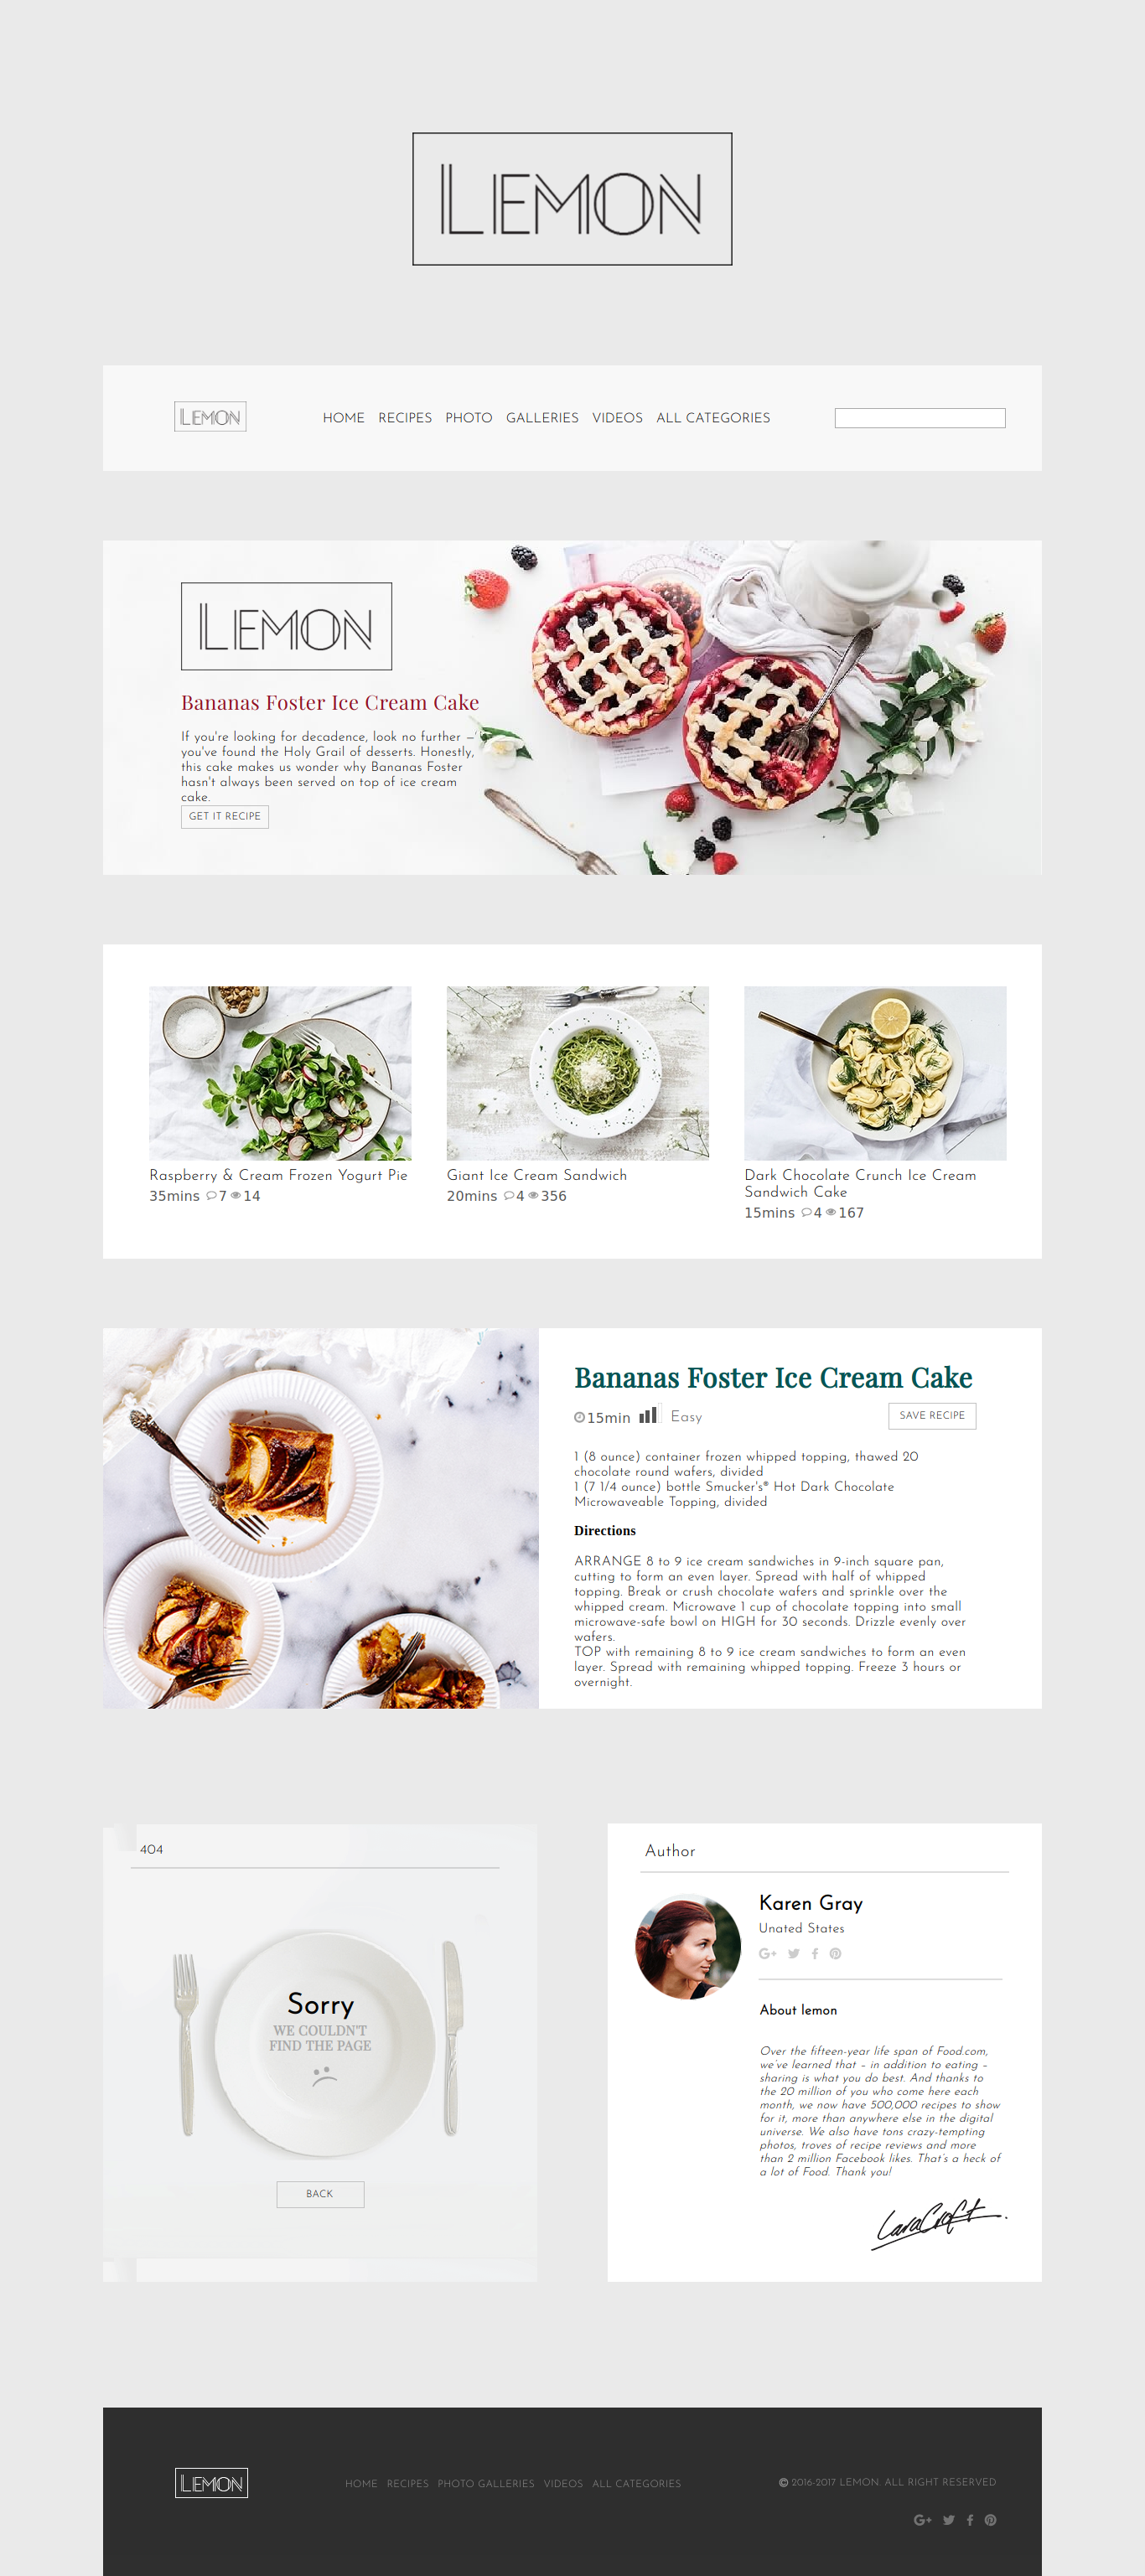 LEMON
LEMON
HOME RECIPES PHOTO GALLERIES VIDEOS ALL CATEGORIES
LEMON
Bananas Foster Ice Cream Cake
If you're looking for decadence, look no further –
you've found the Holy Grail of desserts. Honestly,
this cake makes us wonder why Bananas Foster
hasn't always been served on top of ice cream
cake.
GET IT RECIPE
Raspberry & Cream Frozen Yogurt Pie
35mins 7 14
Giant Ice Cream Sandwich
20mins 4 356
Dark Chocolate Crunch Ice Cream
Sandwich Cake
15mins 4 167
Bananas Foster Ice Cream Cake
15min Easy
SAVE RECIPE
1 (8 ounce) container frozen whipped topping, thawed 20
chocolate round wafers, divided
1 (7 1/4 ounce) bottle Smucker's® Hot Dark Chocolate
Microwaveable Topping, divided
Directions
ARRANGE 8 to 9 ice cream sandwiches in 9-inch square pan,
cutting to form an even layer. Spread with half of whipped
topping. Break or crush chocolate wafers and sprinkle over the
whipped cream. Microwave 1 cup of chocolate topping into small
microwave-safe bowl on HIGH for 30 seconds. Drizzle evenly over
wafers.
TOP with remaining 8 to 9 ice cream sandwiches to form an even
layer. Spread with remaining whipped topping. Freeze 3 hours or
overnight.
404
Sorry
WE COULDN'T
FIND THE PAGE
BACK
Author
Karen Gray
Unated States
About lemon
Over the fifteen-year life span of Food.com,
we've learned that – in addition to eating –
sharing is what you do best. And thanks to
the 20 million of you who come here each
month, we now have 500,000 recipes to show
for it, more than anywhere else in the digital
universe. We also have tons crazy-tempting
photos, troves of recipe reviews and more
than 2 million Facebook likes. That's a heck of
a lot of Food. Thank you!
LaraCroft.
LEMON
HOME RECIPES PHOTO GALLERIES VIDEOS ALL CATEGORIES
© 2016-2017 LEMON. ALL RIGHT RESERVED